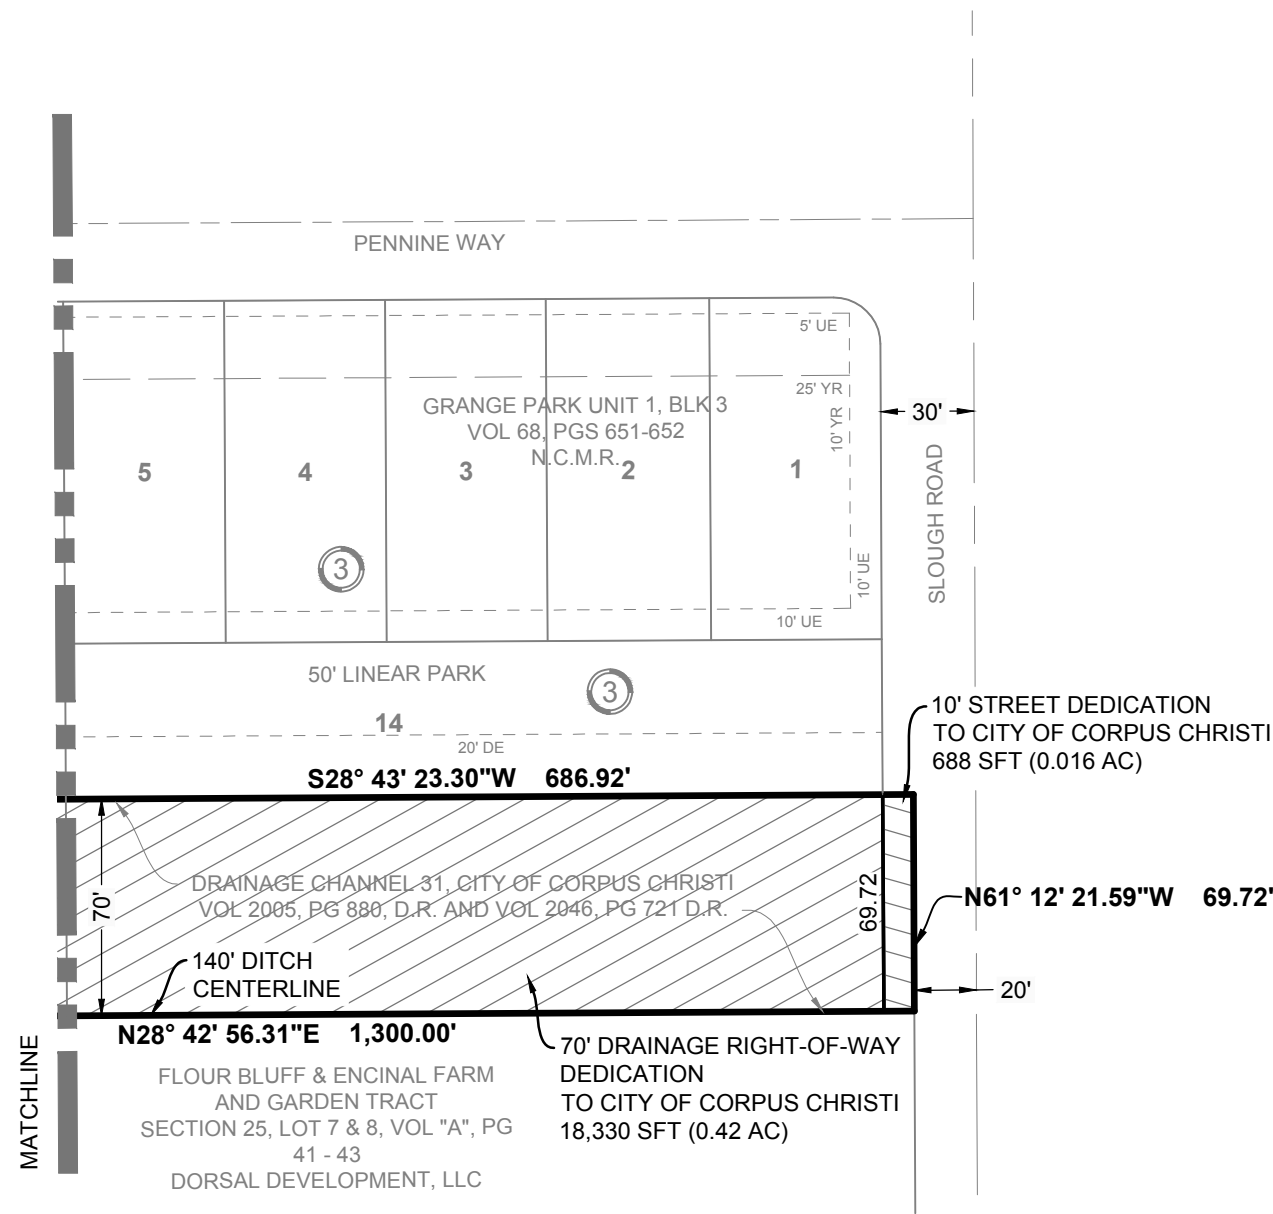 PENNINE WAY
5' UE
25' YR
10' YR
GRANGE PARK UNIT 1, BLK 3
VOL 68, PGS 651-652
N.C.M.R.
30'
5
4
3
2
1
SLOUGH ROAD
3
10' UE
10' UE
50' LINEAR PARK
3
14
20' DE
10' STREET DEDICATION
TO CITY OF CORPUS CHRISTI
688 SFT (0.016 AC)
S28° 43' 23.30"W 686.92'
70'
DRAINAGE CHANNEL 31, CITY OF CORPUS CHRISTI
VOL 2005, PG 880, D.R. AND VOL 2046, PG 721 D.R.
69.72
N61° 12' 21.59"W 69.72'
140' DITCH
CENTERLINE
20'
N28° 42' 56.31"E 1,300.00'
70' DRAINAGE RIGHT-OF-WAY
DEDICATION
TO CITY OF CORPUS CHRISTI
18,330 SFT (0.42 AC)
MATCHLINE
FLOUR BLUFF & ENCINAL FARM
AND GARDEN TRACT
SECTION 25, LOT 7 & 8, VOL "A", PG
41 - 43
DORSAL DEVELOPMENT, LLC